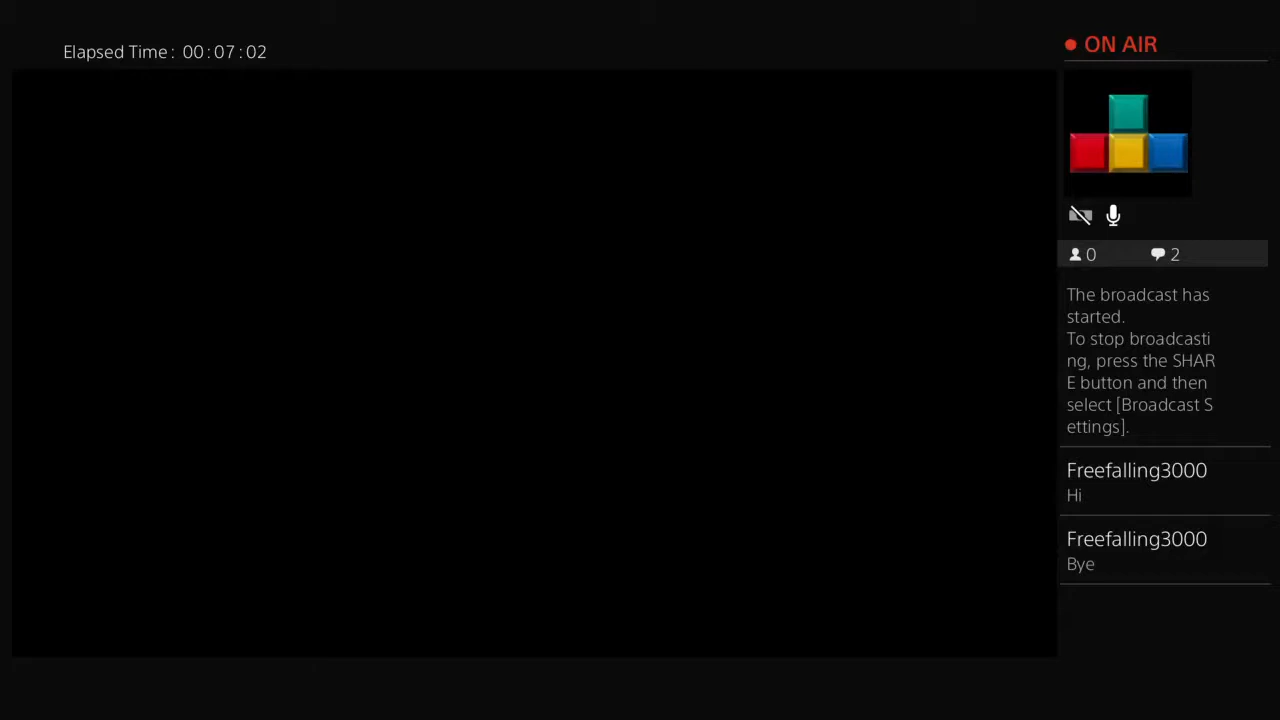 Elapsed Time: 00:07:02
ON AIR
0 2
The broadcast has
started.
To stop broadcasti
ng, press the SHAR
E button and then
select [Broadcast S
ettings].
Freefalling3000
Hi
Freefalling3000
Bye